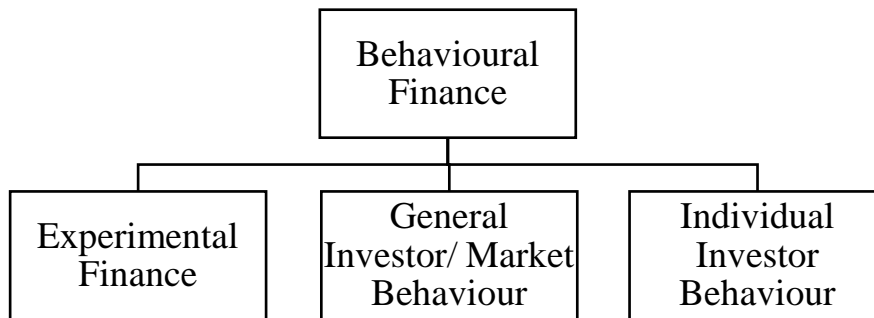 Behavioural
Finance
Experimental
Finance
General
Investor/ Market
Behaviour
Individual
Investor
Behaviour